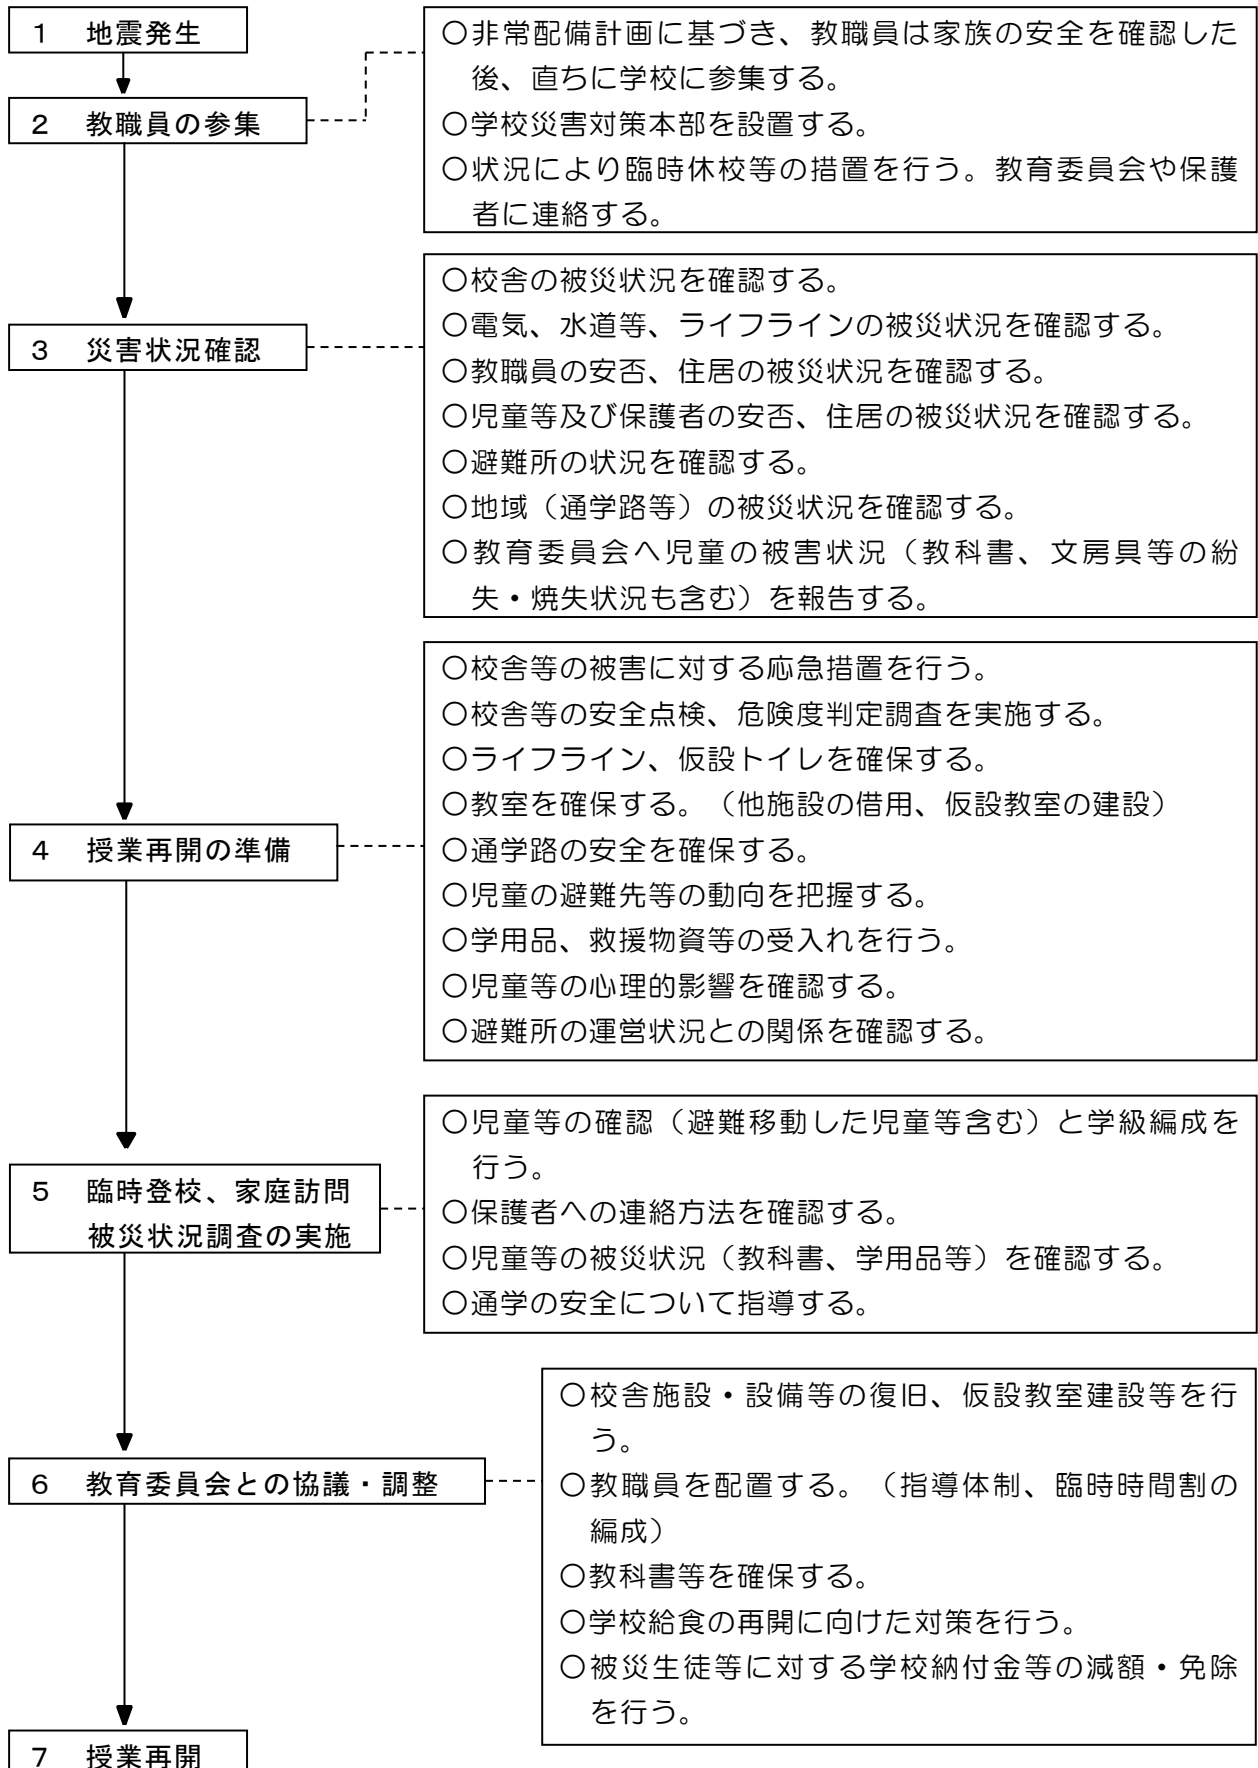 1　地震発生
○非常配備計画に基づき、教職員は家族の安全を確認した
後、直ちに学校に参集する。
○学校災害対策本部を設置する。
○状況により臨時休校等の措置を行う。教育委員会や保護
者に連絡する。
2　教職員の参集
○校舎の被災状況を確認する。
○電気、水道等、ライフラインの被災状況を確認する。
○教職員の安否、住居の被災状況を確認する。
○児童等及び保護者の安否、住居の被災状況を確認する。
○避難所の状況を確認する。
○地域（通学路等）の被災状況を確認する。
○教育委員会へ児童の被害状況（教科書、文房具等の紛
失・焼失状況も含む）を報告する。
3　災害状況確認
○校舎等の被害に対する応急措置を行う。
○校舎等の安全点検、危険度判定調査を実施する。
○ライフライン、仮設トイレを確保する。
○教室を確保する。（他施設の借用、仮設教室の建設）
○通学路の安全を確保する。
○児童の避難先等の動向を把握する。
○学用品、救援物資等の受入れを行う。
○児童等の心理的影響を確認する。
○避難所の運営状況との関係を確認する。
4　授業再開の準備
○児童等の確認（避難移動した児童等含む）と学級編成を
行う。
○保護者への連絡方法を確認する。
○児童等の被災状況（教科書、学用品等）を確認する。
○通学の安全について指導する。
5　臨時登校、家庭訪問
被災状況調査の実施
○校舎施設・設備等の復旧、仮設教室建設等を行
う。
○教職員を配置する。（指導体制、臨時時間割の
編成）
○教科書等を確保する。
○学校給食の再開に向けた対策を行う。
○被災生徒等に対する学校納付金等の減額・免除
を行う。
6　教育委員会との協議・調整
7　授業再開